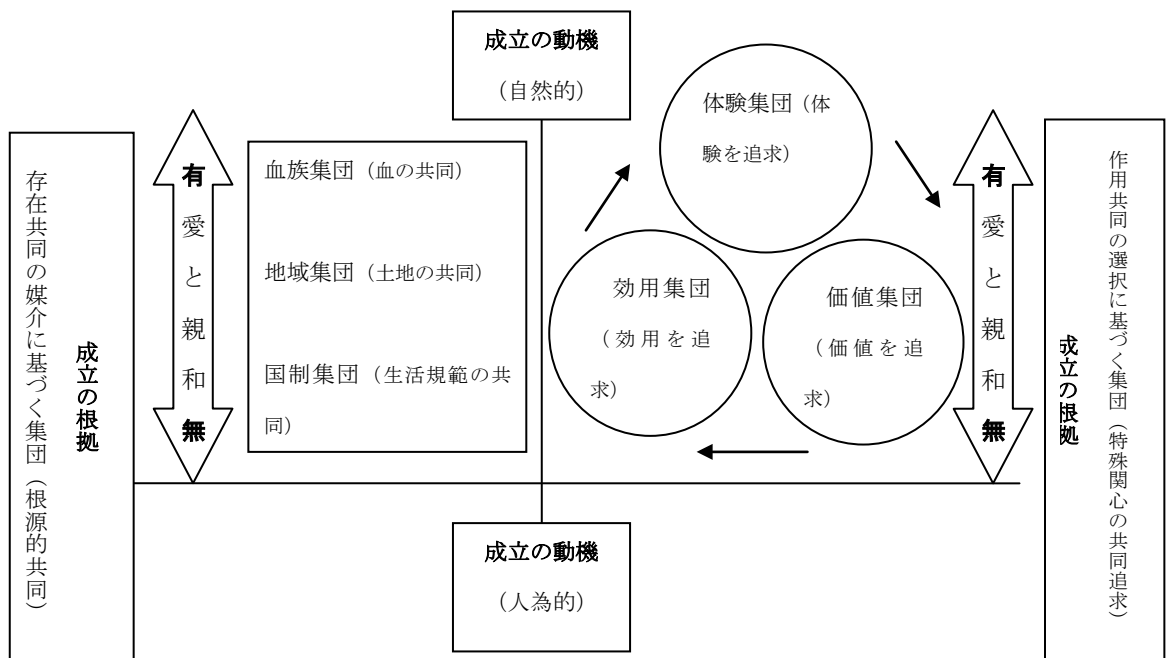 成立の動機
(自然的)
成立の根拠
存在共同の媒介に基づく集団(根源的共同)
有
愛と親和
無
血族集団(血の共同)
地域集団(土地の共同)
国制集団(生活規範の共
同)
体験集団(体
験を追求)
効用集団
(効用を追
求)
価値集団
(価値を追
求)
有
愛と親和
無
作用共同の選択に基づく集団(特殊関心の共同追求)
成立の根拠
成立の動機
(人為的)